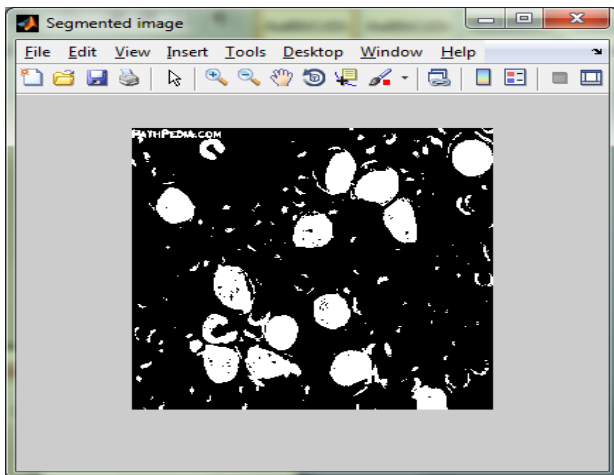 Segmented image
File Edit View Insert Tools Desktop Window Help
PATHPEDIA.COM